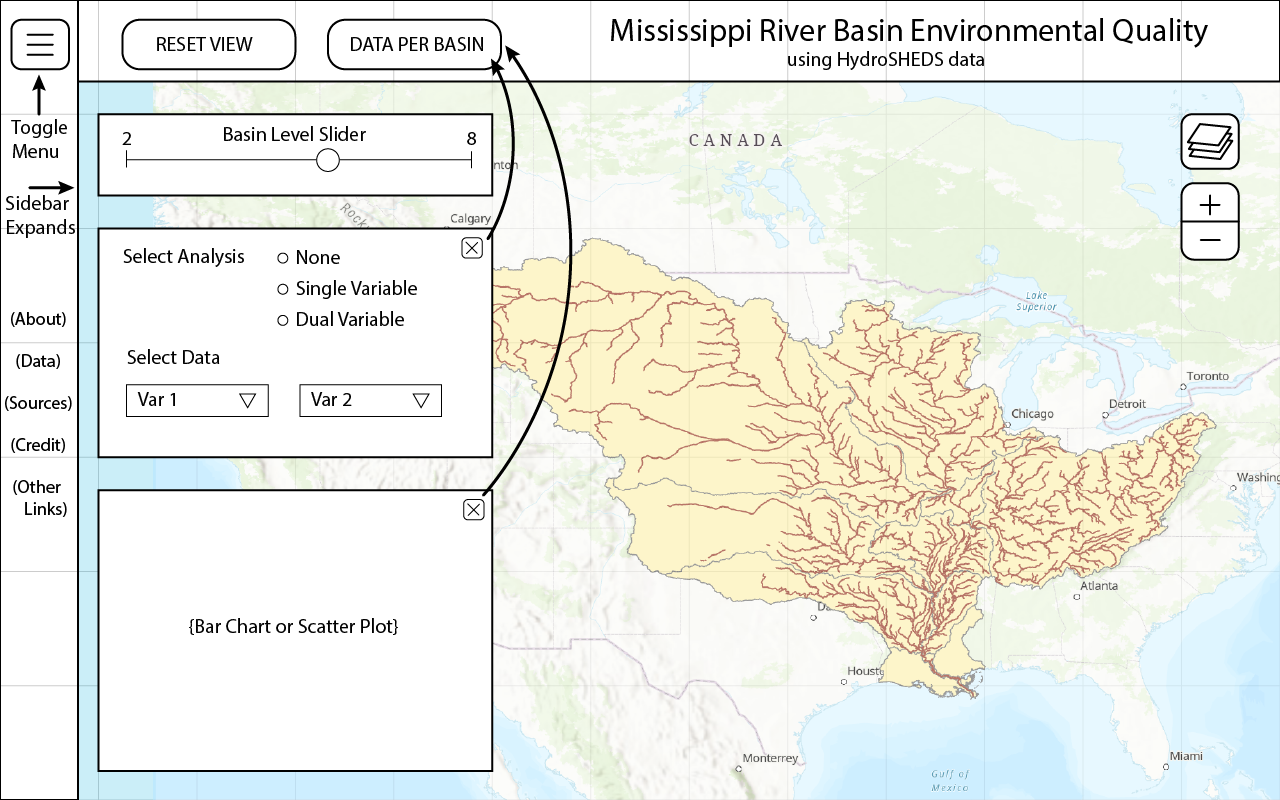 RESET VIEW
DATA PER BASIN
Mississippi River Basin Environmental Quality
using HydroSHEDS data
Toggle
Menu
Sidebar
Expands
(About)
(Data)
(Sources)
(Credit)
(Other
Links)
2
Basin Level Slider
8
Select Analysis
None
Single Variable
Dual Variable
Select Data
Var 1
Var 2
{Bar Chart or Scatter Plot}
CANADA
nton
Calgary
Rock
Lake
Superior
Toronto
Detroit
Chicago
Washing
Atlanta
Da
Houst
Monterrey
Miami
Gulf of
Mexico